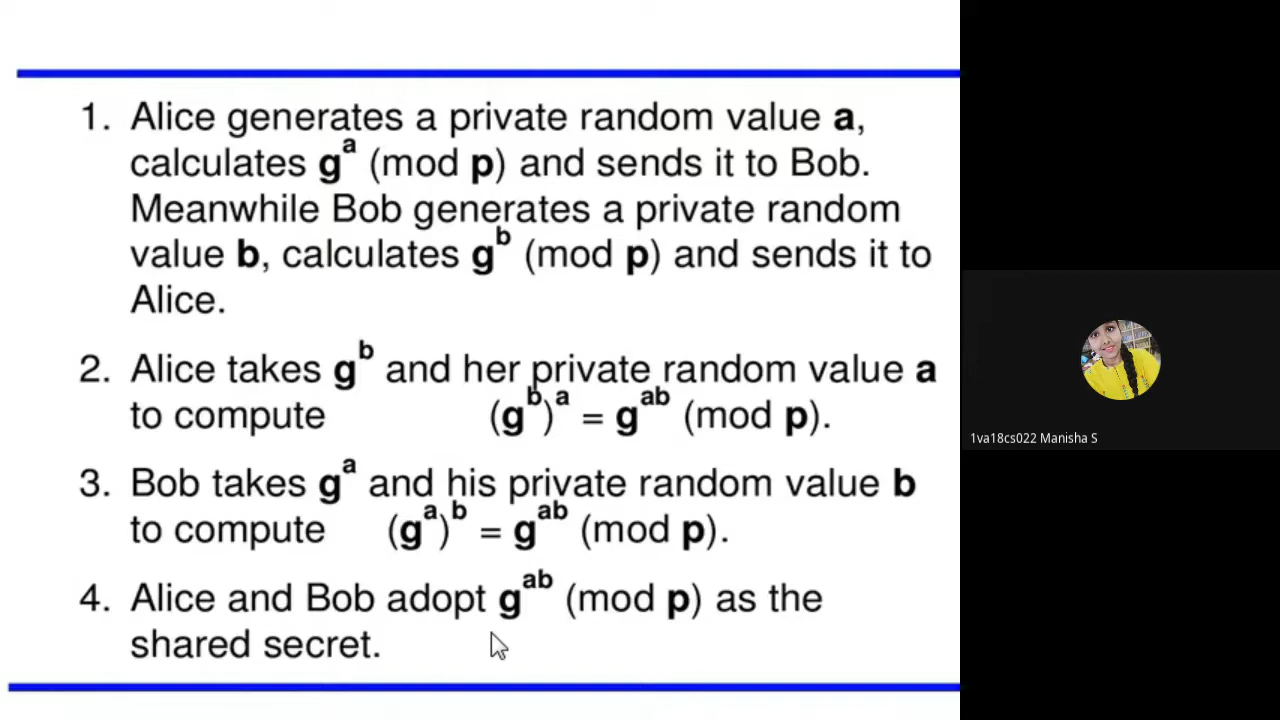 1. Alice generates a private random value a,
calculates g^a (mod p) and sends it to Bob.
Meanwhile Bob generates a private random
value b, calculates g^b (mod p) and sends it to
Alice.
2. Alice takes g^b and her private random value a
to compute (g^b)^a = g^ab (mod p).
3. Bob takes g^a and his private random value b
to compute (g^a)^b = g^ab (mod p).
4. Alice and Bob adopt g^ab (mod p) as the
shared secret.
1va18cs022 Manisha S